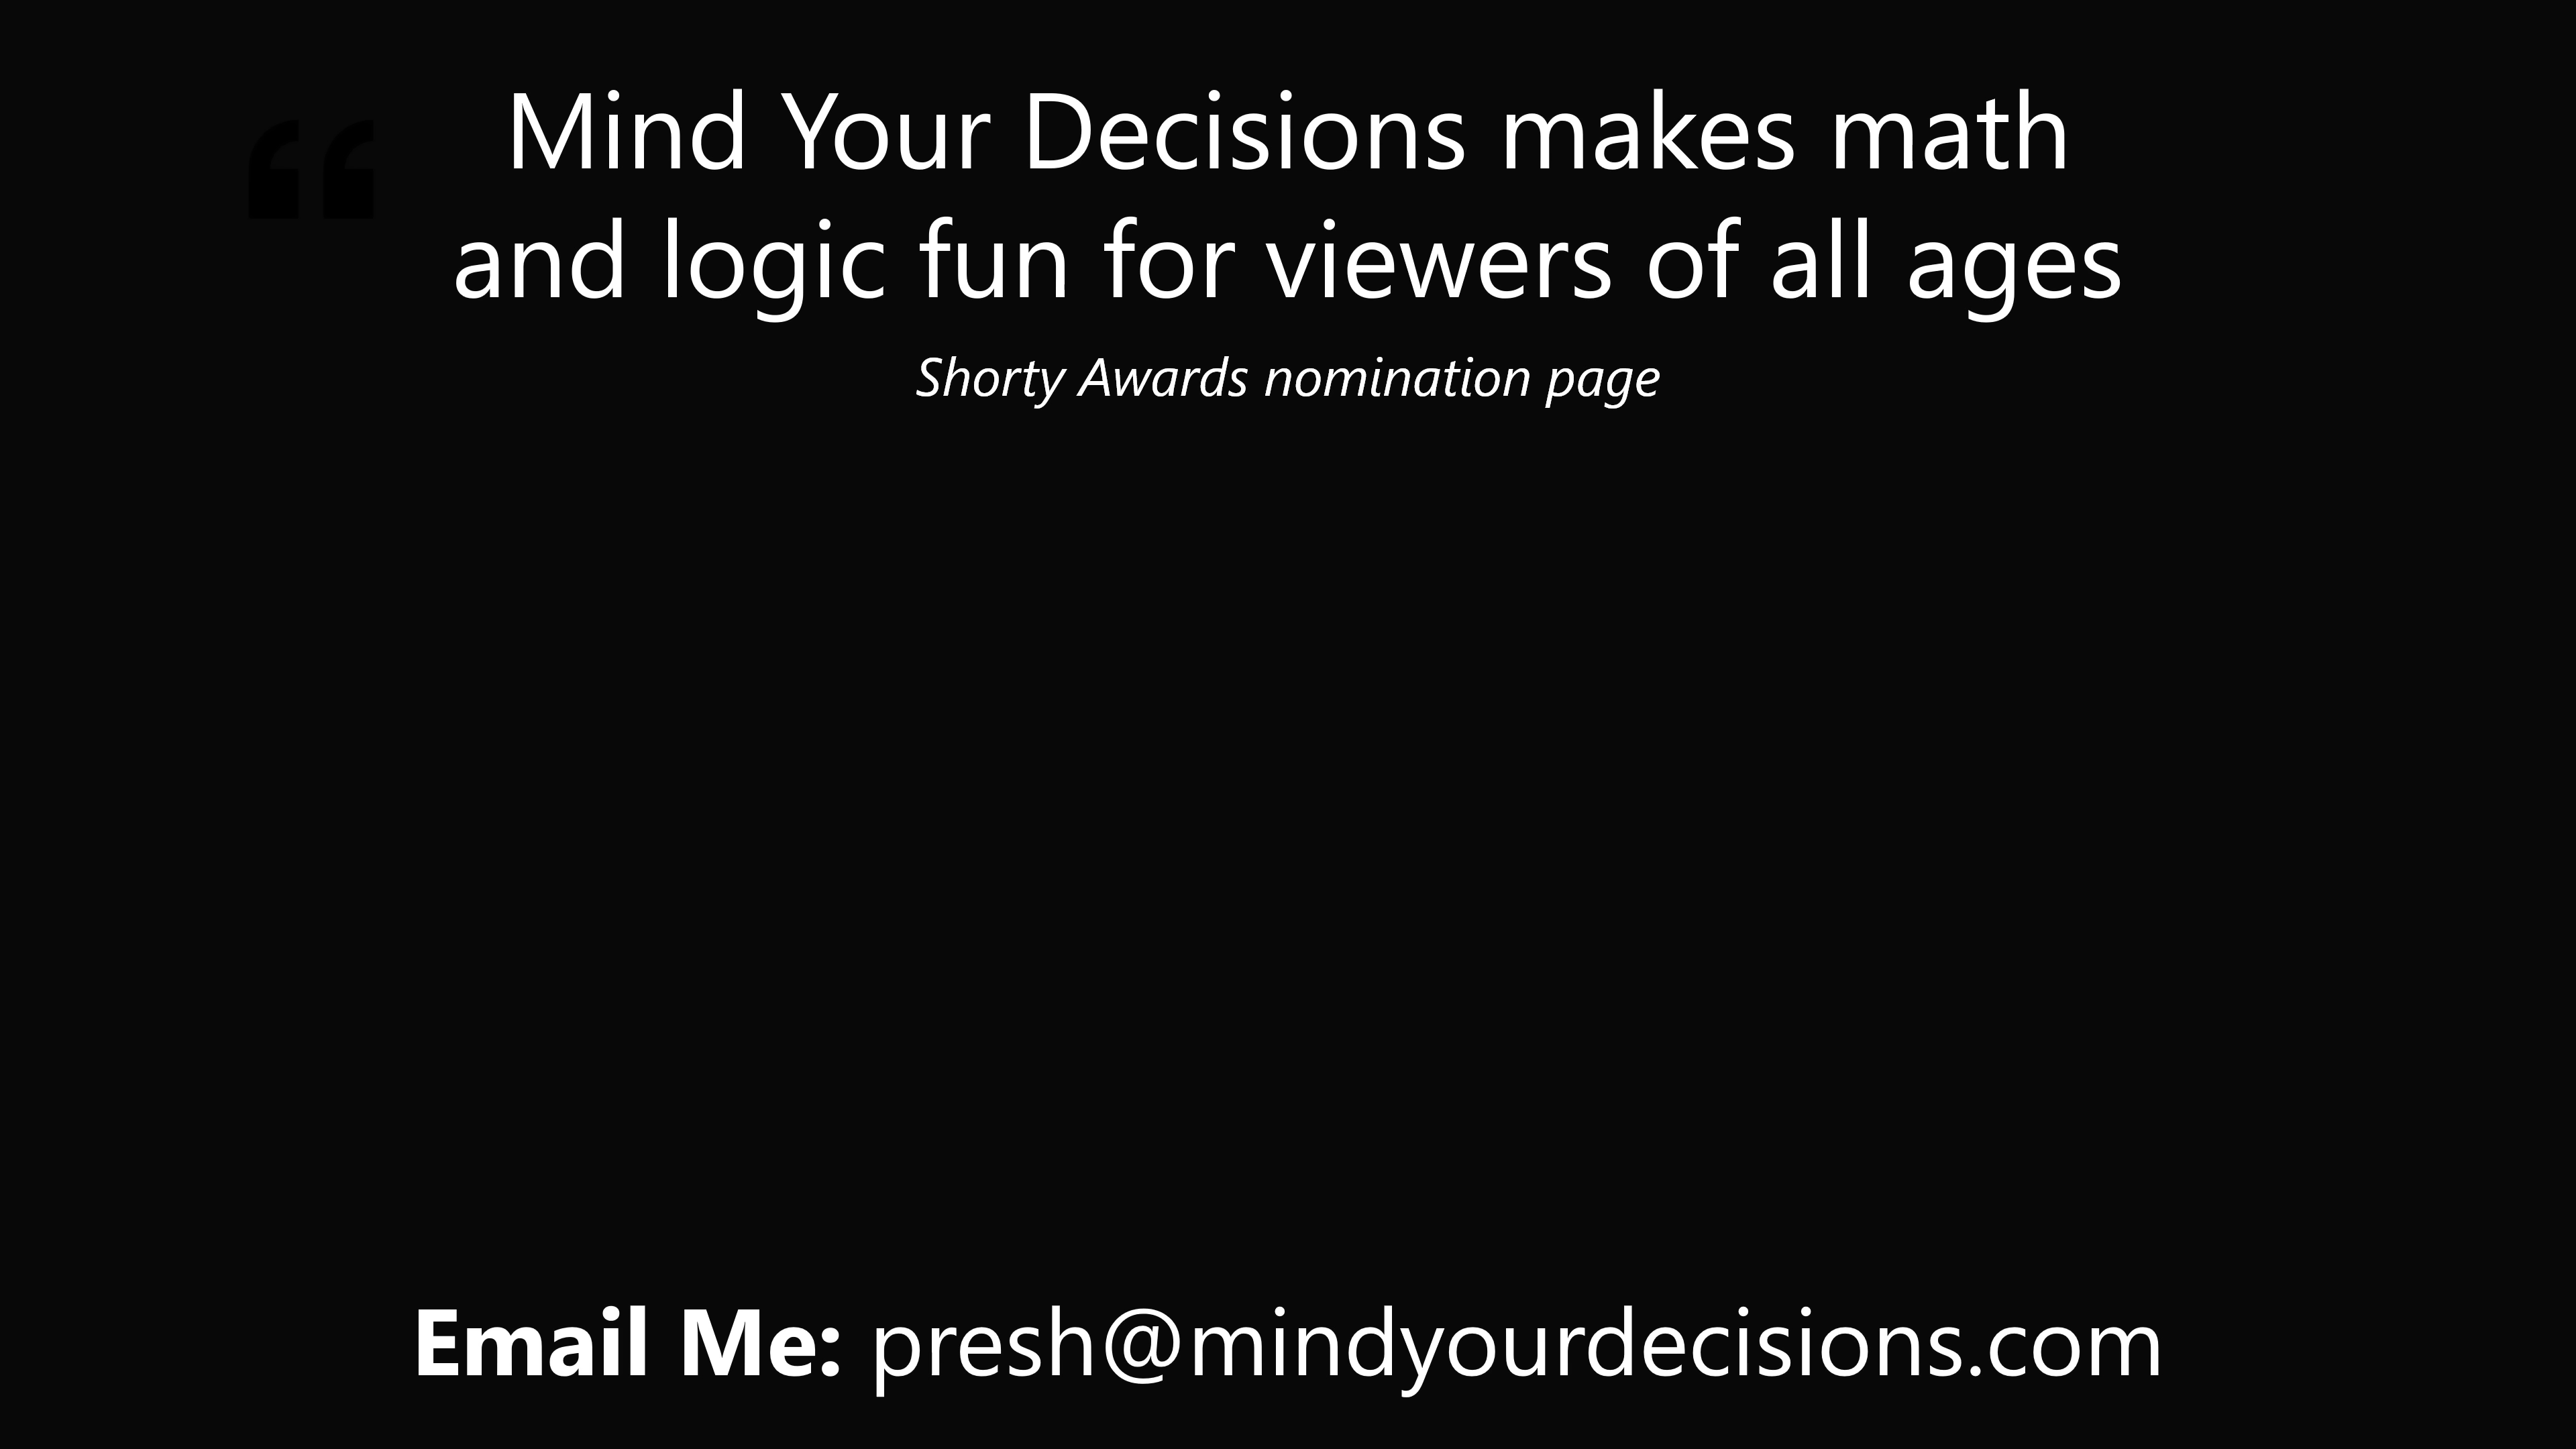 “
Mind Your Decisions makes math
and logic fun for viewers of all ages
Shorty Awards nomination page
Email Me: presh@mindyourdecisions.com